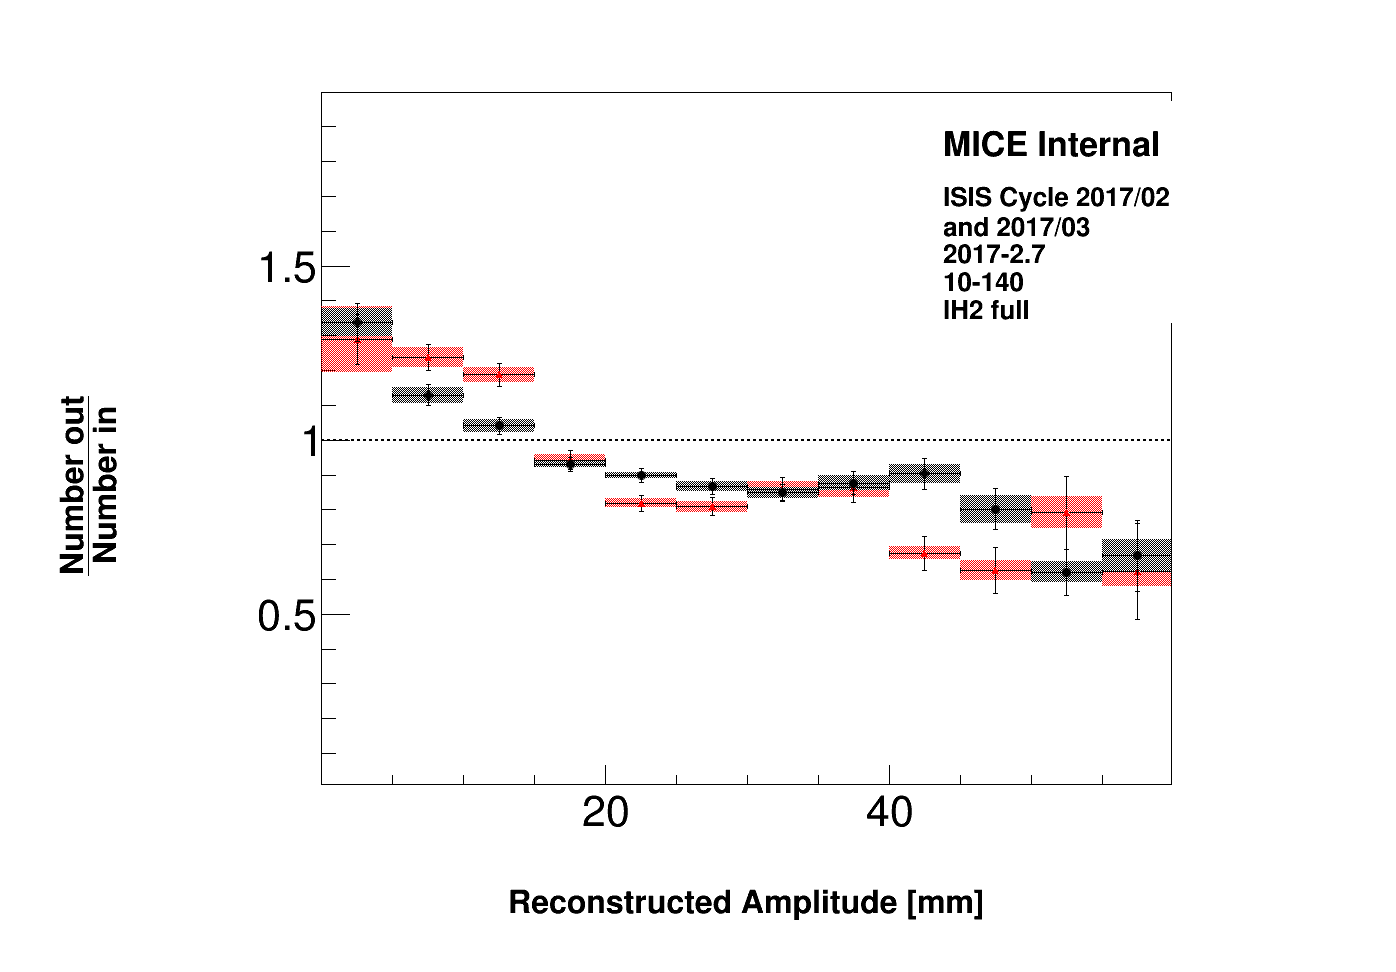 MICE Internal
ISIS Cycle 2017/02
and 2017/03
2017-2.7
10-140
lH2 full
1.5
1
0.5
Number out
Number in
20
40
Reconstructed Amplitude [mm]